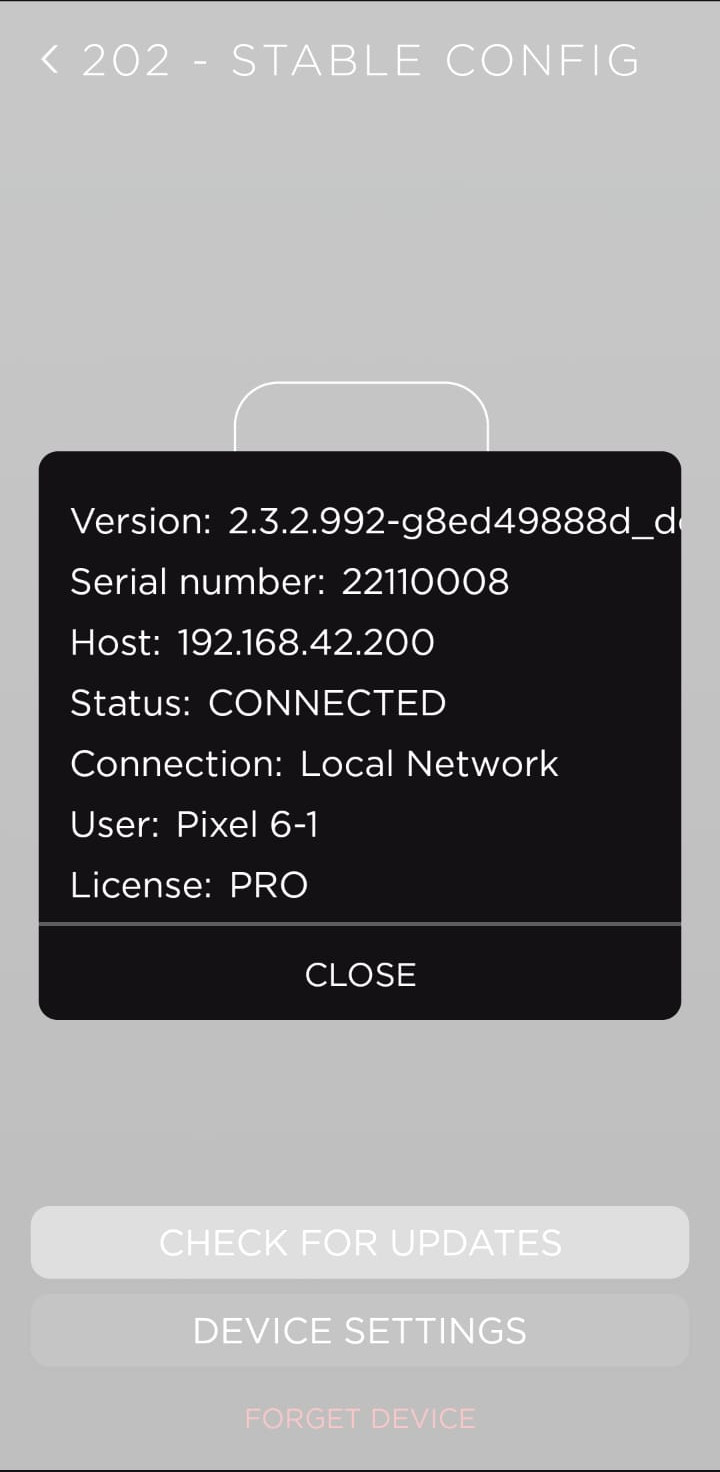 202 - STABLE CONFIG
Version: 2.3.2.992-g8ed49888d_d
Serial number: 22110008
Host: 192.168.42.200
Status: CONNECTED
Connection: Local Network
User: Pixel 6-1
License: PRO
CLOSE
CHECK FOR UPDATES
DEVICE SETTINGS
FORGET DEVICE